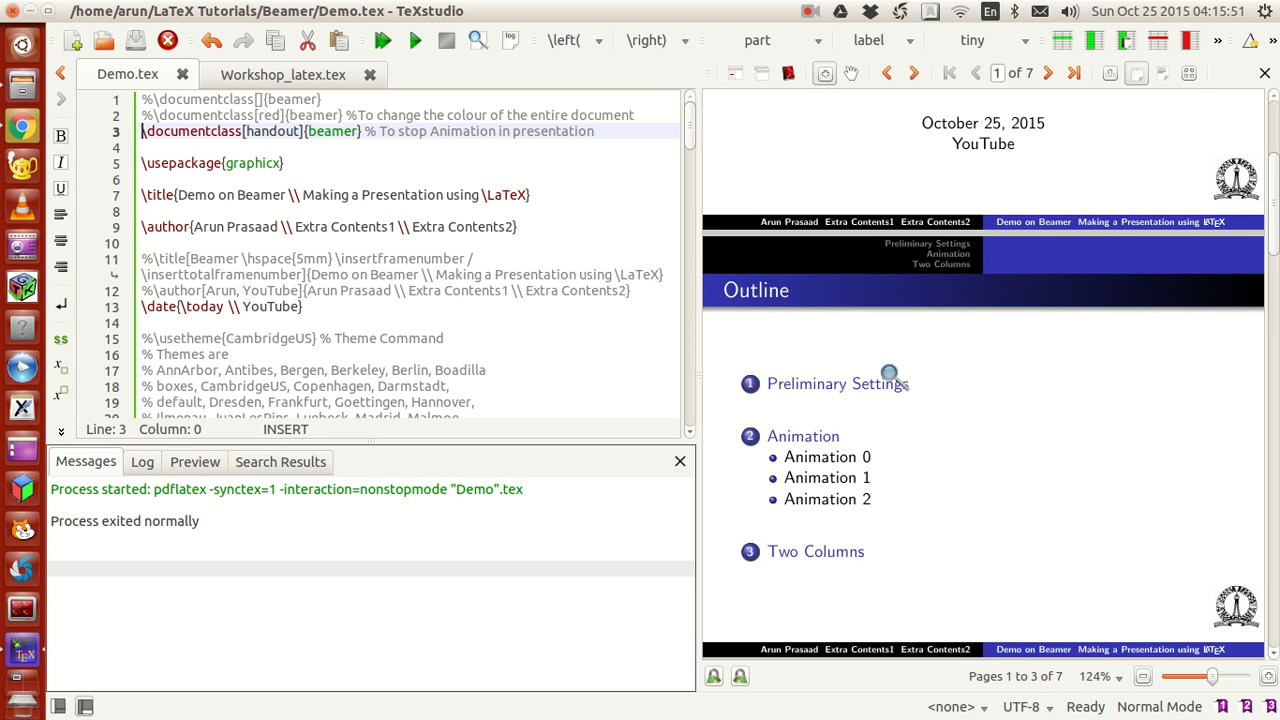 /home/arun/LaTeX Tutorials/Beamer/Demo.tex - TeXstudio
En
Sun Oct 25 2015 04:15:51
\left(
\right)
part
label
tiny
Demo.tex
Workshop_latex.tex
1 of 7
1 %\documentclass[]{beamer}
2 %\documentclass[red]{beamer} %To change the colour of the entire document
3 \documentclass[handout]{beamer} % To stop Animation in presentation
4
5 \usepackage{graphicx}
6
7 \title{Demo on Beamer \\ Making a Presentation using \LaTeX}
8
9 \author{Arun Prasaad \\ Extra Contents1 \\ Extra Contents2}
10
11 %\title[Beamer \hspace{5mm} \insertframenumber /
\inserttotalframenumber]{Demo on Beamer \\ Making a Presentation using \LaTeX}
12 %\author[Arun, YouTube]{Arun Prasaad \\ Extra Contents1 \\ Extra Contents2}
13 \date{\today \\ YouTube}
14
15 %\usetheme{CambridgeUS} % Theme Command
16 % Themes are
17 % AnnArbor, Antibes, Bergen, Berkeley, Berlin, Boadilla
18 % boxes, CambridgeUS, Copenhagen, Darmstadt,
19 % default, Dresden, Frankfurt, Goettingen, Hannover,
B
I
U
$$
Line: 3 Column: 0 INSERT
Messages
Log
Preview
Search Results
Process started: pdflatex -synctex=1 -interaction=nonstopmode "Demo".tex
Process exited normally
October 25, 2015
YouTube
Arun Prasaad Extra Contents1 Extra Contents2
Demo on Beamer Making a Presentation using LATEX
Preliminary Settings
Animation
Two Columns
Outline
1 Preliminary Settings
2 Animation
Animation 0
Animation 1
Animation 2
3 Two Columns
Arun Prasaad Extra Contents1 Extra Contents2
Demo on Beamer Making a Presentation using LATEX
Pages 1 to 3 of 7
124%
<none>
UTF-8
Ready
Normal Mode
1
2
3